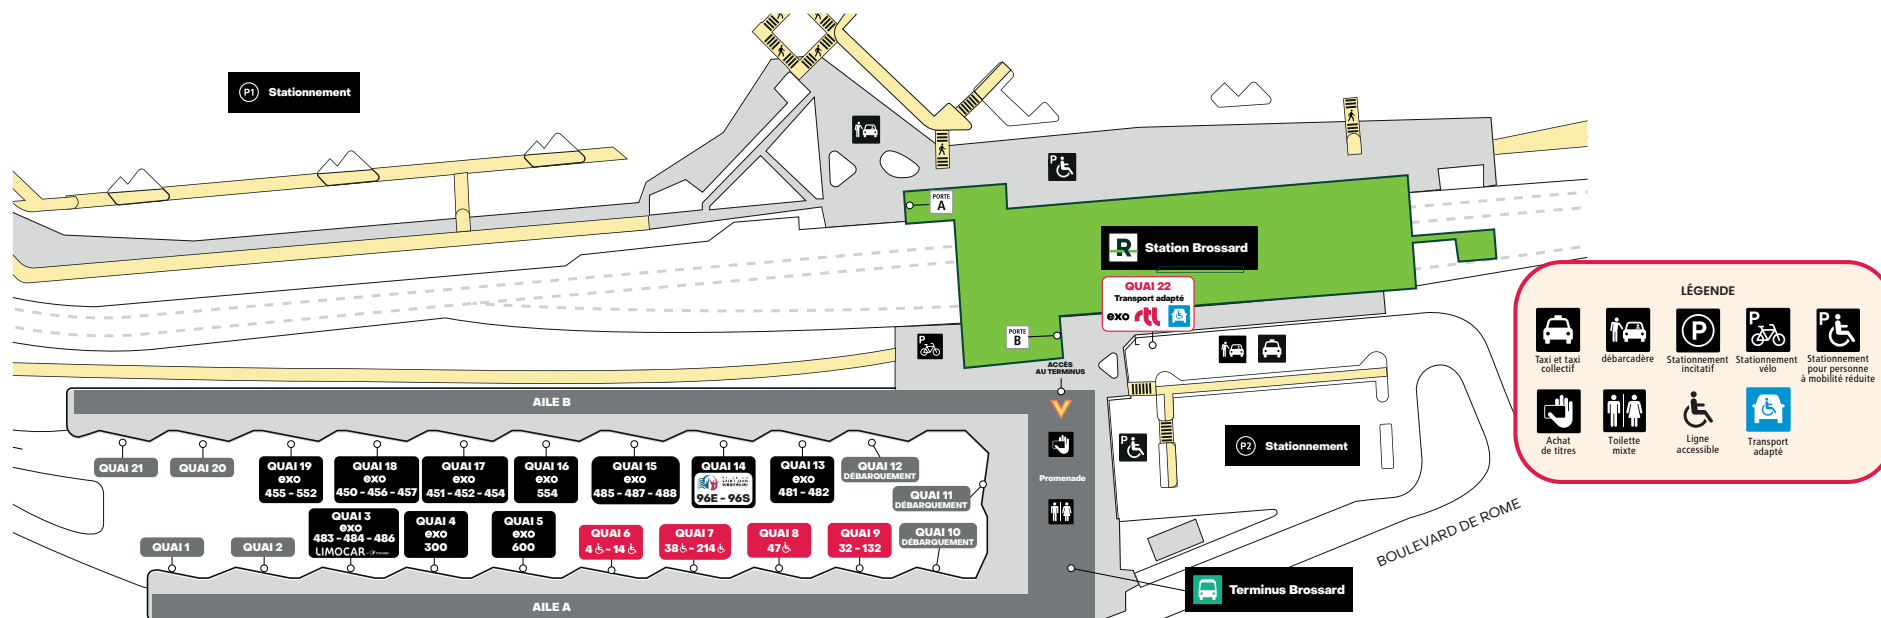 P1 Stationnement
P
PORTE
A
R Station Brossard
QUAI 22
Transport adapté
exo rtl
PORTE
B
P
ACCÈS
AU TERMINUS
AILE B
QUAI 21
QUAI 20
QUAI 19
exo
455 - 552
QUAI 18
exo
450 - 456 - 457
QUAI 17
exo
451 - 452 - 454
QUAI 16
exo
554
QUAI 15
exo
485 - 487 - 488
QUAI 14
96E - 96S
QUAI 13
exo
481 - 482
QUAI 12
DÉBARQUEMENT
QUAI 11
DÉBARQUEMENT
Promenade
P
P2 Stationnement
QUAI 1
QUAI 2
QUAI 3
exo
483 - 484 - 486
LIMOCAR
QUAI 4
exo
300
QUAI 5
exo
600
QUAI 6
4 - 14
QUAI 7
38 - 214
QUAI 8
47
QUAI 9
32 - 132
QUAI 10
DÉBARQUEMENT
AILE A
Terminus Brossard
BOULEVARD DE ROME
LÉGENDE
Taxi et taxi
collectif
débarcadère
P
Stationnement
incitatif
P
Stationnement
vélo
P
Stationnement
pour personne
à mobilité réduite
Achat
de titres
Toilette
mixte
Ligne
accessible
Transport
adapté